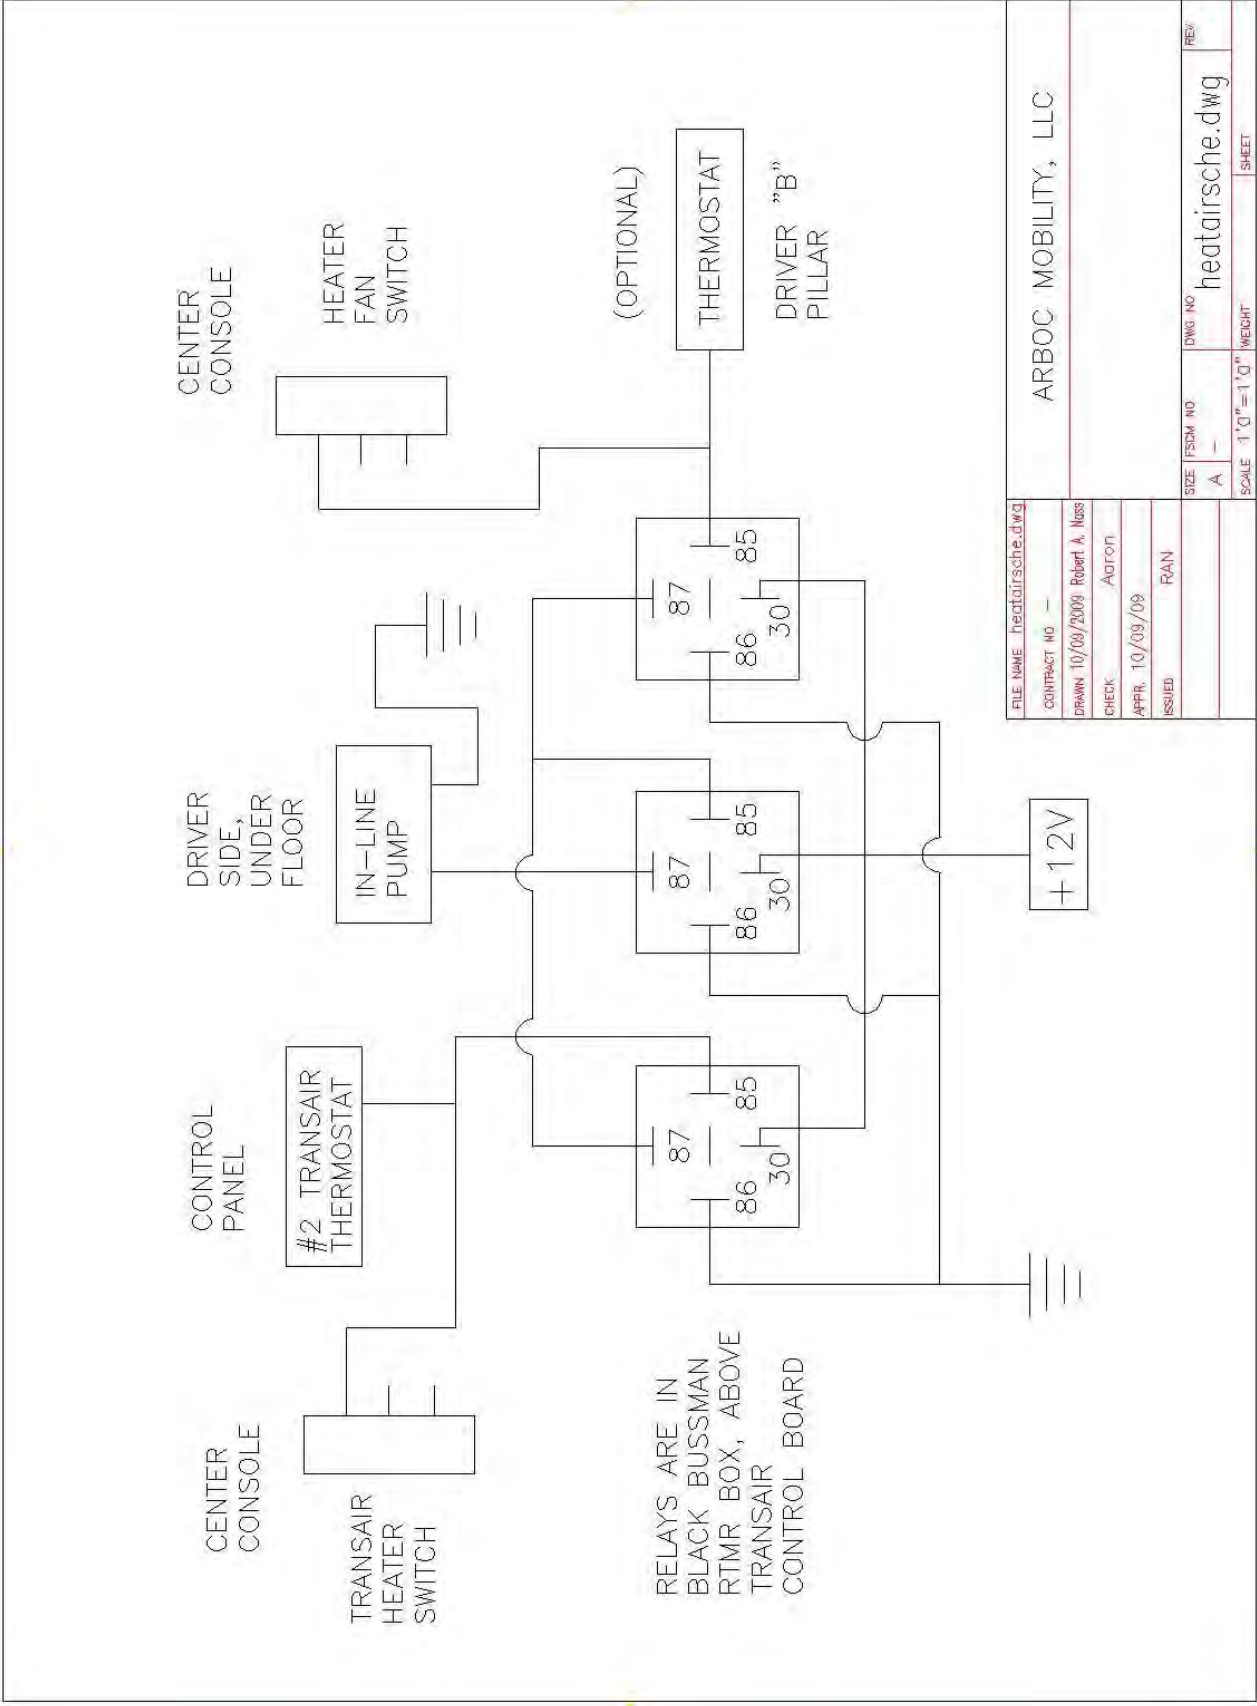 CENTER
CONSOLE
TRANSAIR
HEATER
SWITCH
CONTROL
PANEL
#2 TRANSAIR
THERMOSTAT
DRIVER
SIDE,
UNDER
FLOOR
IN-LINE
PUMP
CENTER
CONSOLE
HEATER
FAN
SWITCH
(OPTIONAL)
THERMOSTAT
DRIVER "B"
PILLAR
RELAYS ARE IN
BLACK BUSSMAN
RTMR BOX, ABOVE
TRANSAIR
CONTROL BOARD
87
86
85
30
87
86
85
30
87
86
85
30
+12V
FILE NAME heatairsche.dwg
CONTRACT NO -
DRAWN 10/09/2009 Robert A. Nass
CHECK Aaron
APPR. 10/09/09
ISSUED RAN
ARBOC MOBILITY, LLC
SIZE FSCM NO DWG NO REV.
A - heatairsche.dwg
SCALE 1'0"=1'0" WEIGHT SHEET